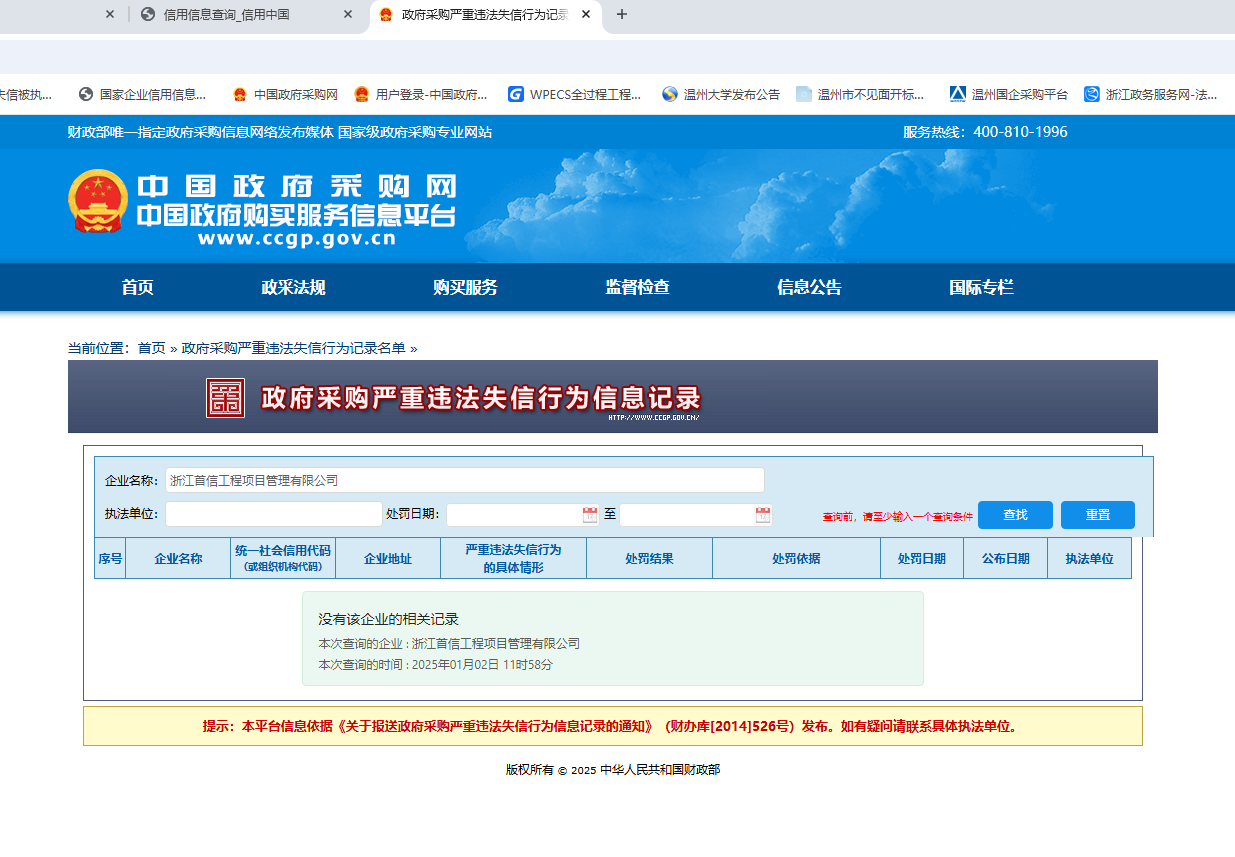 信用信息查询_信用中国
政府采购严重违法失信行为记录
失信被执...
国家企业信用信息...
中国政府采购网
用户登录-中国政府...
WPECS全过程工程...
温州大学发布公告
温州市不见面开标...
温州国企采购平台
浙江政务服务网-法...
财政部唯一指定政府采购信息网络发布媒体 国家级政府采购专业网站
服务热线：400-810-1996
中国政府采购网
中国政府购买服务信息平台
www.ccgp.gov.cn
首页
政采法规
购买服务
监督检查
信息公告
国际专栏
当前位置：首页 » 政府采购严重违法失信行为记录名单 »
政府采购严重违法失信行为信息记录
HTTP://WWW.CCGP.GOV.CN/
企业名称：
浙江首信工程项目管理有限公司
执法单位：
处罚日期：
至
查询前，请至少输入一个查询条件
查找
重置
序号
企业名称
统一社会信用代码
（或组织机构代码）
企业地址
严重违法失信行为
的具体情形
处罚结果
处罚依据
处罚日期
公布日期
执法单位
没有该企业的相关记录
本次查询的企业 : 浙江首信工程项目管理有限公司
本次查询的时间 : 2025年01月02日 11时58分
提示：本平台信息依据《关于报送政府采购严重违法失信行为信息记录的通知》（财办库[2014]526号）发布。如有疑问请联系具体执法单位。
版权所有 © 2025 中华人民共和国财政部